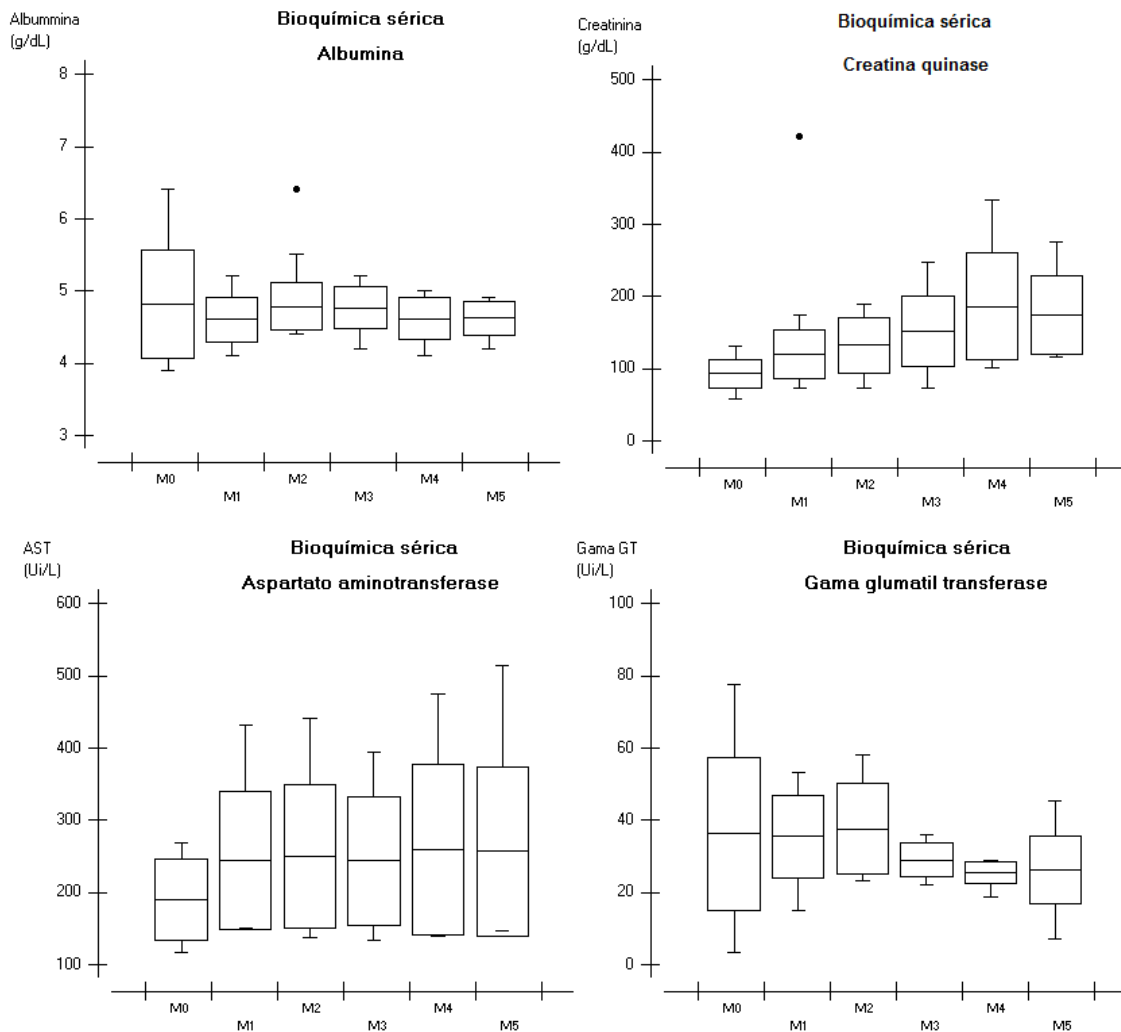 Albummina
(g/dL)
Bioquímica sérica
Albumina
8
7
6
5
4
3
M0
M1
M2
M3
M4
M5
Creatinina
(g/dL)
Bioquímica sérica
Creatina quinase
500
400
300
200
100
0
M0
M1
M2
M3
M4
M5
AST
(Ui/L)
Bioquímica sérica
Aspartato aminotransferase
600
500
400
300
200
100
M0
M1
M2
M3
M4
M5
Gama GT
(Ui/L)
Bioquímica sérica
Gama glumatil transferase
100
80
60
40
20
0
M0
M1
M2
M3
M4
M5